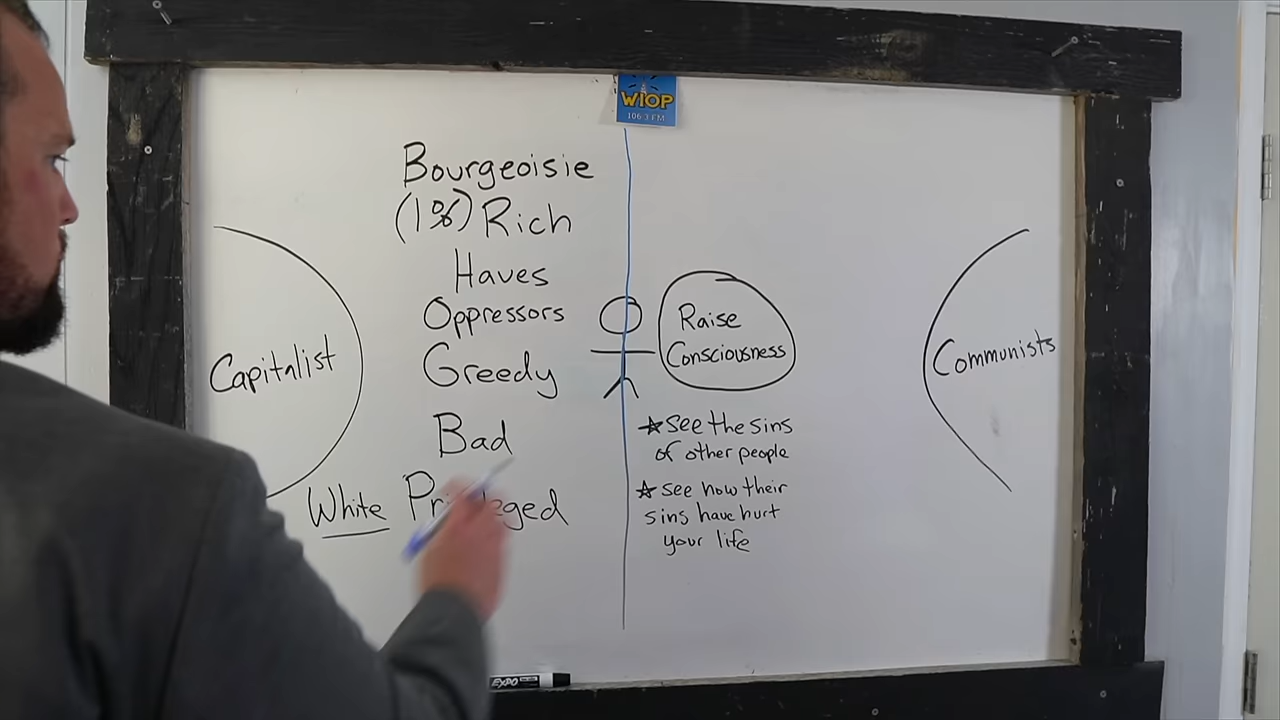 WIOP
106.3 FM
Bourgeoisie
(1%) Rich
Haves
Oppressors
Greedy
Bad
White Privileged
Capitalist
Raise
Consciousness
★ see the sins
of other people
★ see how their
sins have hurt
your life
Communists
EXPO